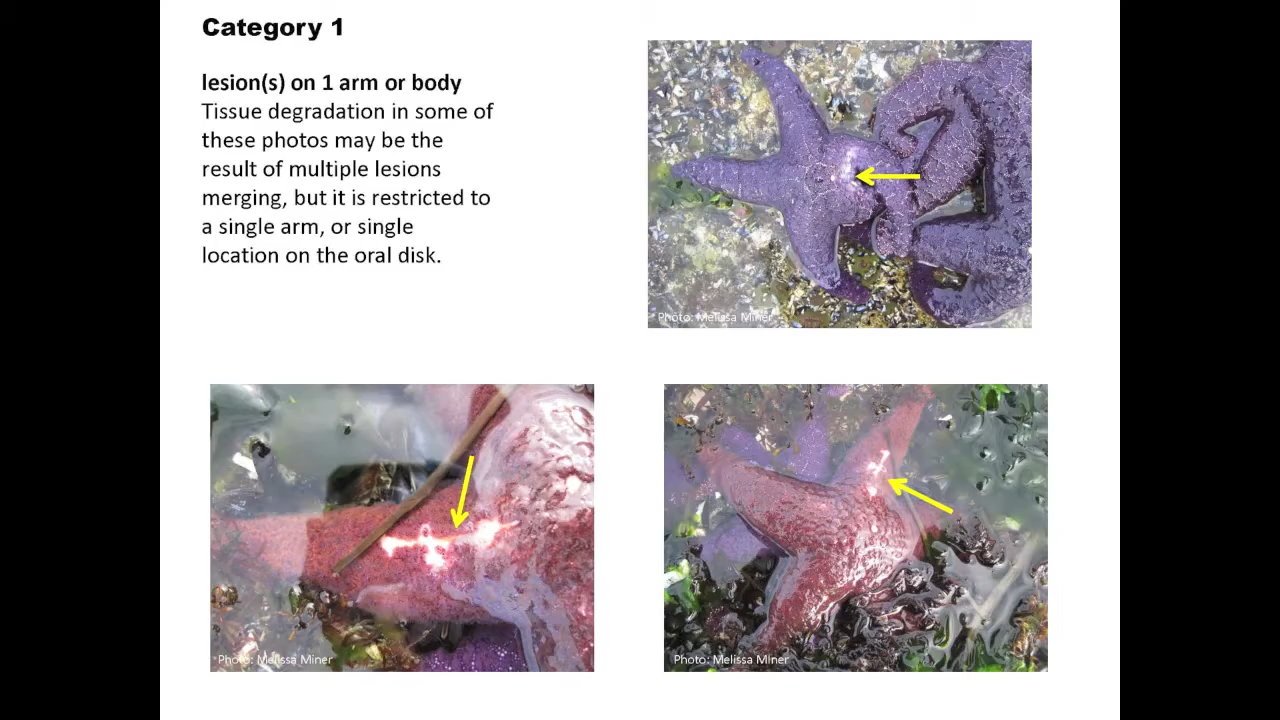 Category 1
lesion(s) on 1 arm or body
Tissue degradation in some of
these photos may be the
result of multiple lesions
merging, but it is restricted to
a single arm, or single
location on the oral disk.
Photo: Melissa Miner
Photo: Melissa Miner
Photo: Melissa MIner